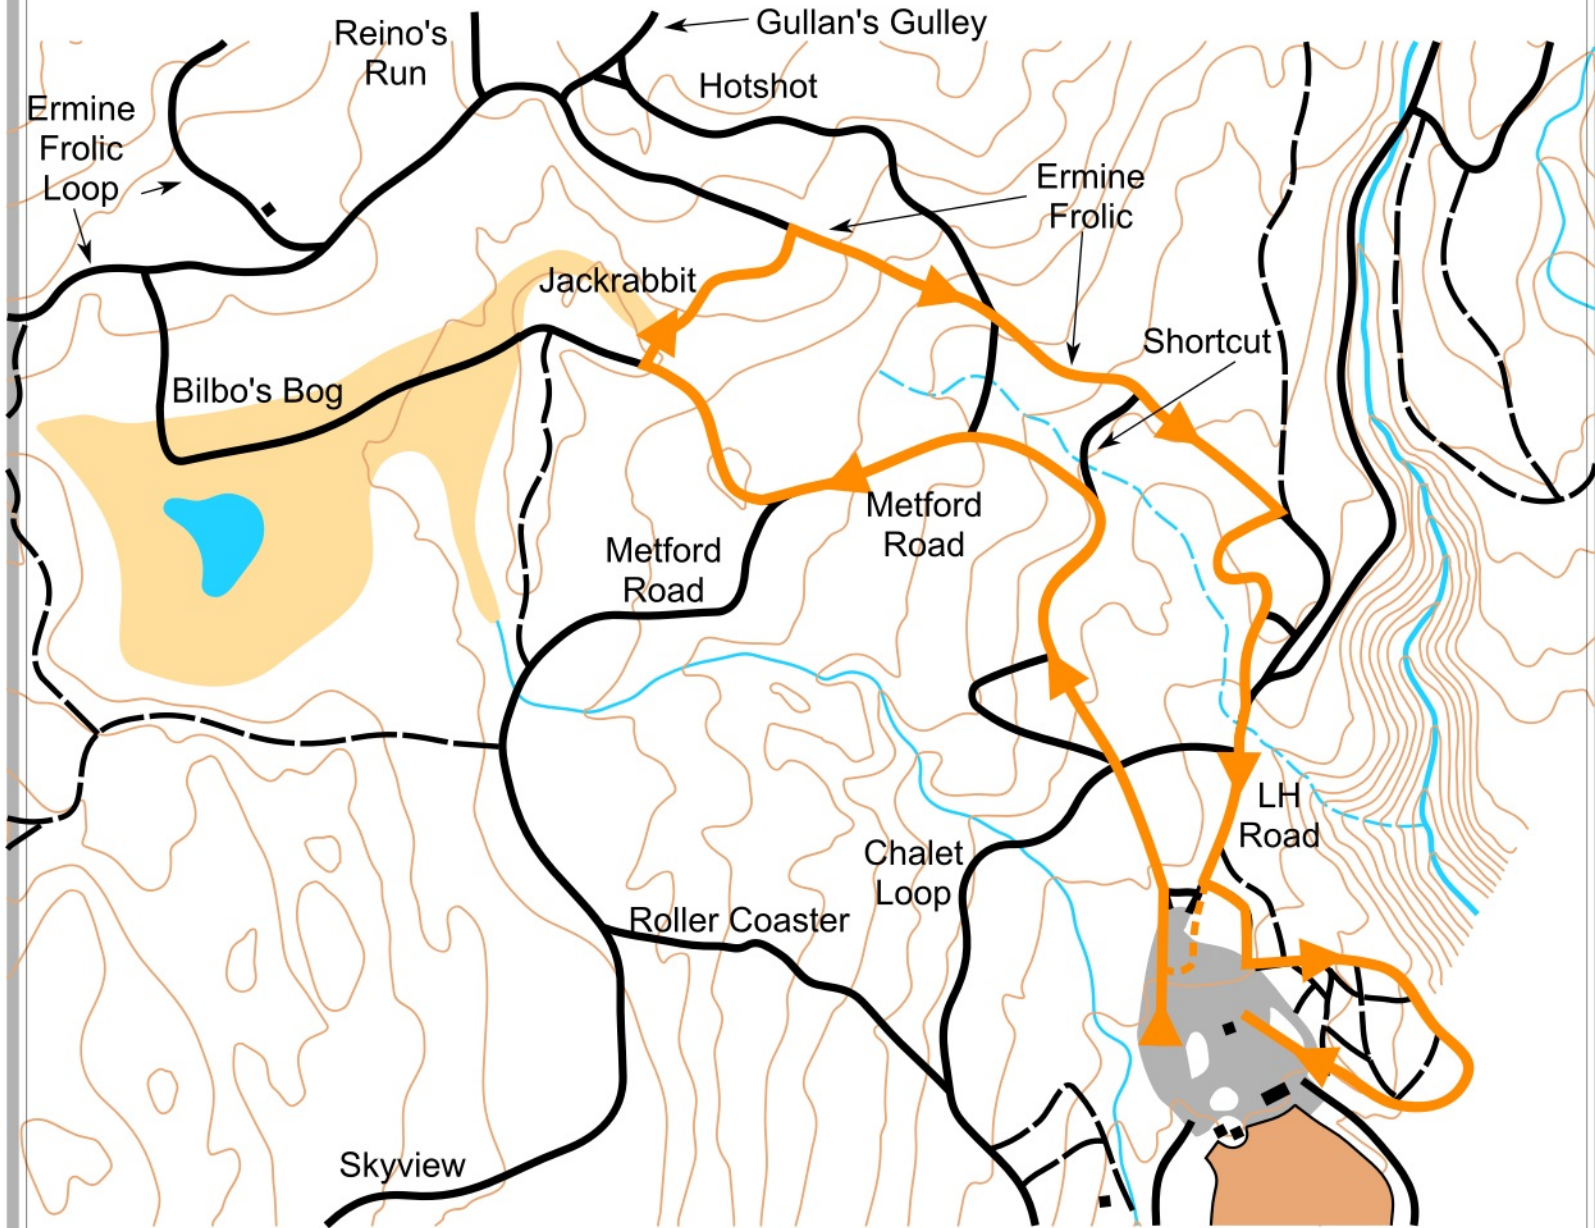 Reino's
Run
Gullan's Gulley
Hotshot
Ermine
Frolic
Loop
Ermine
Frolic
Jackrabbit
Shortcut
Bilbo's Bog
Metford
Road
Metford
Road
LH
Road
Chalet
Loop
Roller Coaster
Skyview